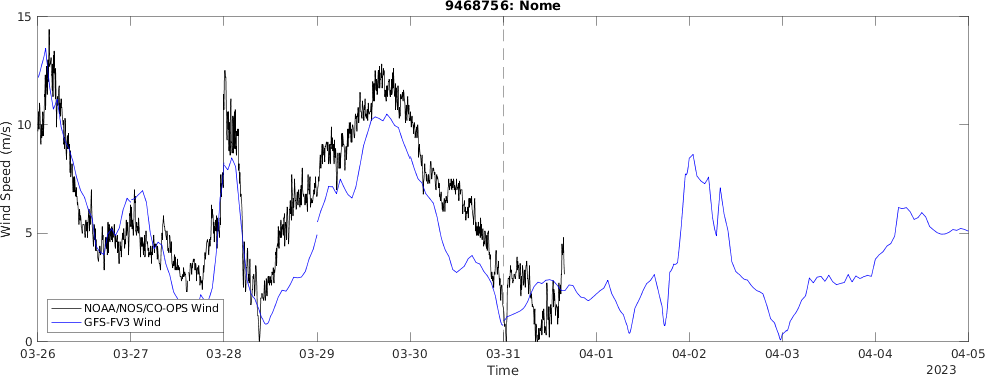 9468756: Nome
15
10
5
0
Wind Speed (m/s)
NOAA/NOS/CO-OPS Wind
GFS-FV3 Wind
03-26 03-27 03-28 03-29 03-30 03-31 04-01 04-02 04-03 04-04 04-05
Time
2023